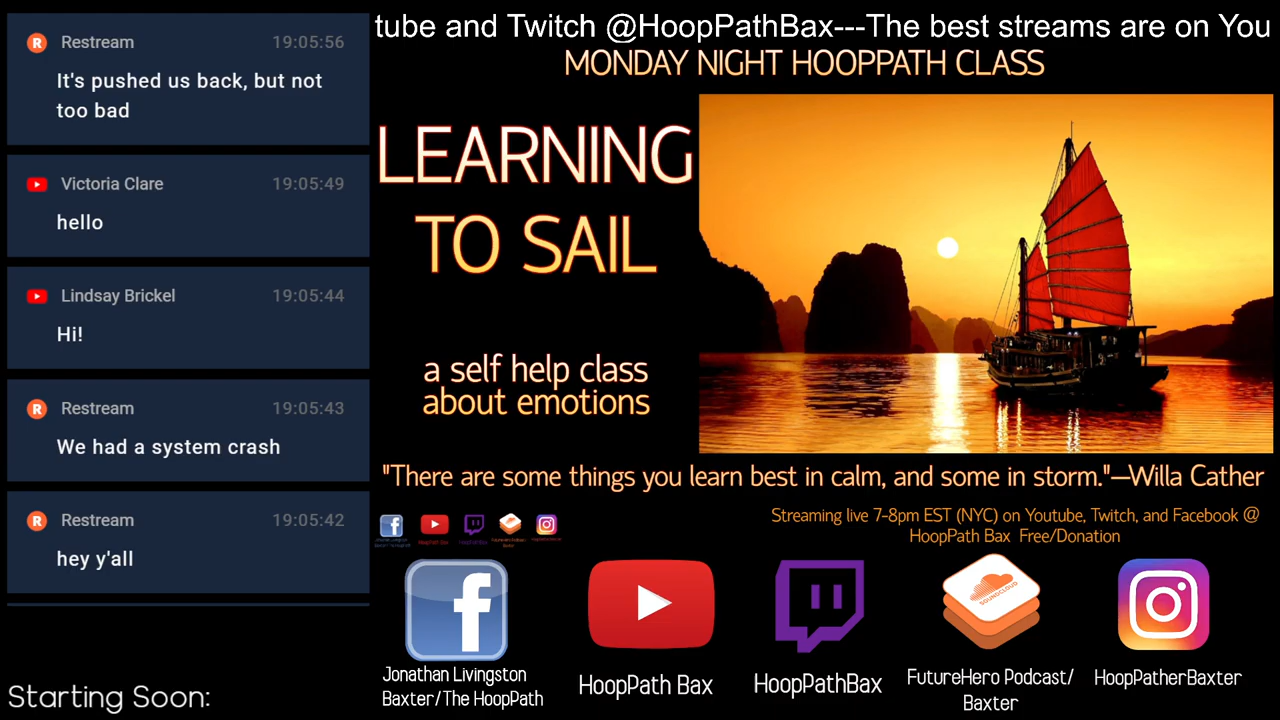 Restream 19:05:56
It's pushed us back, but not
too bad
Victoria Clare 19:05:49
hello
Lindsay Brickel 19:05:44
Hi!
Restream 19:05:43
We had a system crash
Restream 19:05:42
hey y'all
Starting Soon:
tube and Twitch @HoopPathBax---The best streams are on You
MONDAY NIGHT HOOPPATH CLASS
LEARNING
TO SAIL
a self help class
about emotions
"There are some things you learn best in calm, and some in storm."—Willa Cather
Streaming live 7-8pm EST (NYC) on Youtube, Twitch, and Facebook @
HoopPath Bax Free/Donation
SOUNDCLOUD
Jonathan Livingston
Baxter/The HoopPath
HoopPath Bax
HoopPathBax
FutureHero Podcast/
Baxter
HoopPatherBaxter